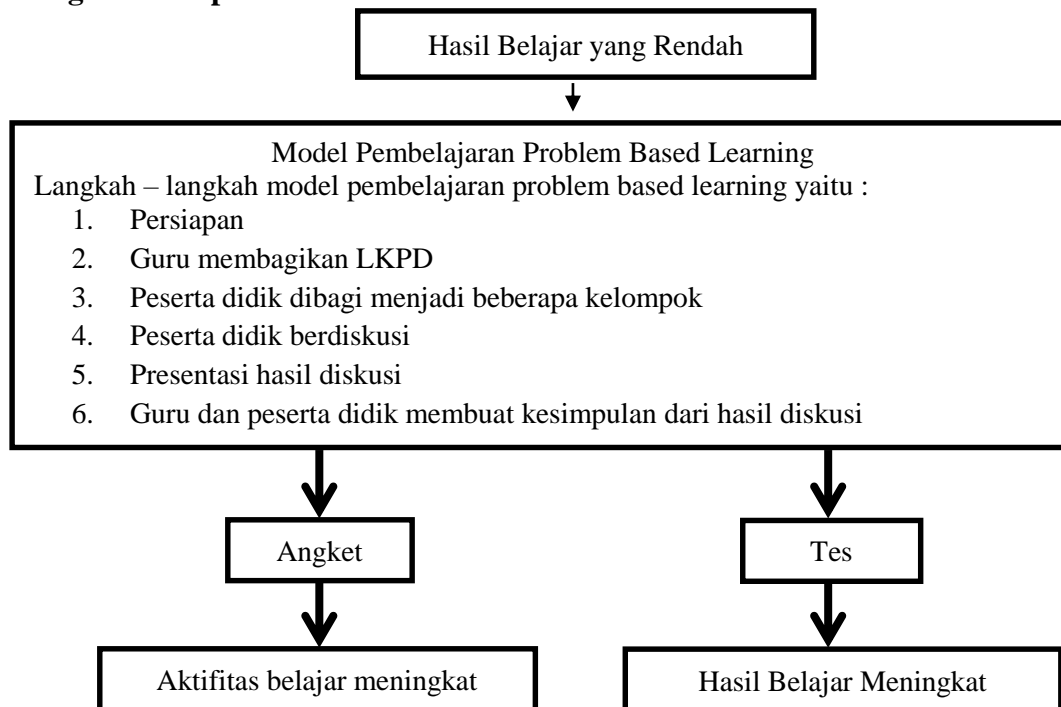 Hasil Belajar yang Rendah
Model Pembelajaran Problem Based Learning
Langkah – langkah model pembelajaran problem based learning yaitu :
1. Persiapan
2. Guru membagikan LKPD
3. Peserta didik dibagi menjadi beberapa kelompok
4. Peserta didik berdiskusi
5. Presentasi hasil diskusi
6. Guru dan peserta didik membuat kesimpulan dari hasil diskusi
Angket Tes
Aktifitas belajar meningkat Hasil Belajar Meningkat